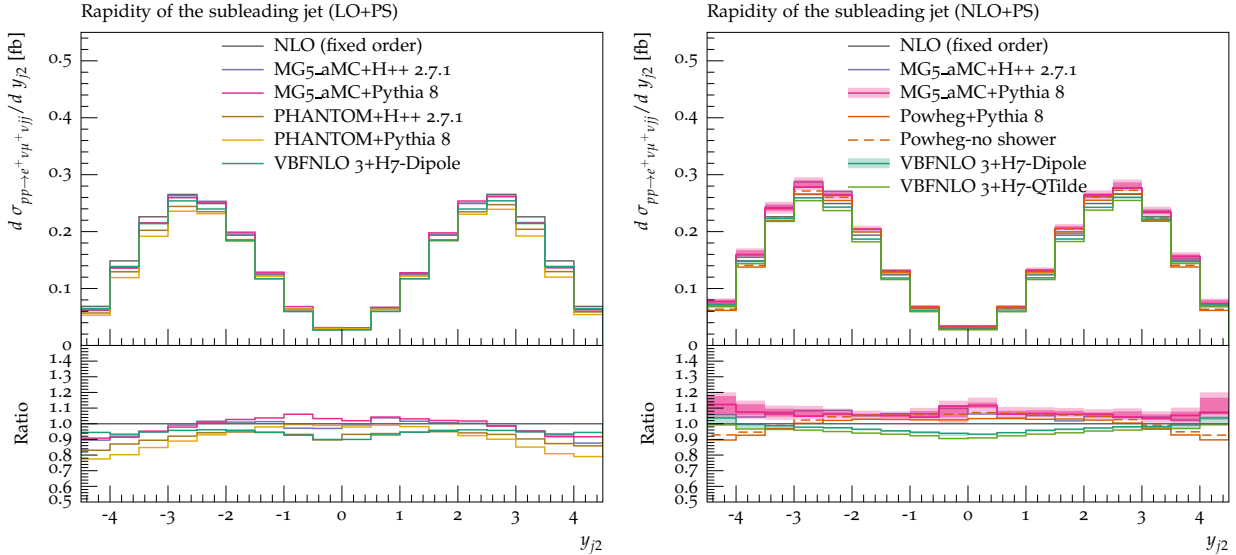 Rapidity of the subleading jet (LO+PS)
d σ_{pp→e⁺νμ⁺νjj}/d y_{j2} [fb]
0.5
0.4
0.3
0.2
0.1
0
NLO (fixed order)
MG5_aMC+H++ 2.7.1
MG5_aMC+Pythia 8
PHANTOM+H++ 2.7.1
PHANTOM+Pythia 8
VBFNLO 3+H7-Dipole
Ratio
1.4
1.3
1.2
1.1
1.0
0.9
0.8
0.7
0.6
0.5
-4 -3 -2 -1 0 1 2 3 4
y_{j2}
Rapidity of the subleading jet (NLO+PS)
d σ_{pp→e⁺νμ⁺νjj}/d y_{j2} [fb]
0.5
0.4
0.3
0.2
0.1
0
NLO (fixed order)
MG5_aMC+H++ 2.7.1
MG5_aMC+Pythia 8
Powheg+Pythia 8
Powheg-no shower
VBFNLO 3+H7-Dipole
VBFNLO 3+H7-QTilde
Ratio
1.4
1.3
1.2
1.1
1.0
0.9
0.8
0.7
0.6
0.5
-4 -3 -2 -1 0 1 2 3 4
y_{j2}